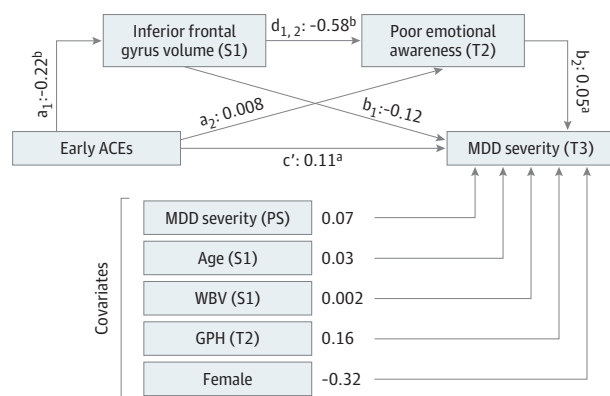 Inferior frontal
gyrus volume (S1)
d1, 2: -0.58b
Poor emotional
awareness (T2)
a1:-0.22b
a2: 0.008
b1:-0.12
b2: 0.05a
Early ACEs
c': 0.11a
MDD severity (T3)
Covariates
MDD severity (PS) 0.07
Age (S1) 0.03
WBV (S1) 0.002
GPH (T2) 0.16
Female -0.32